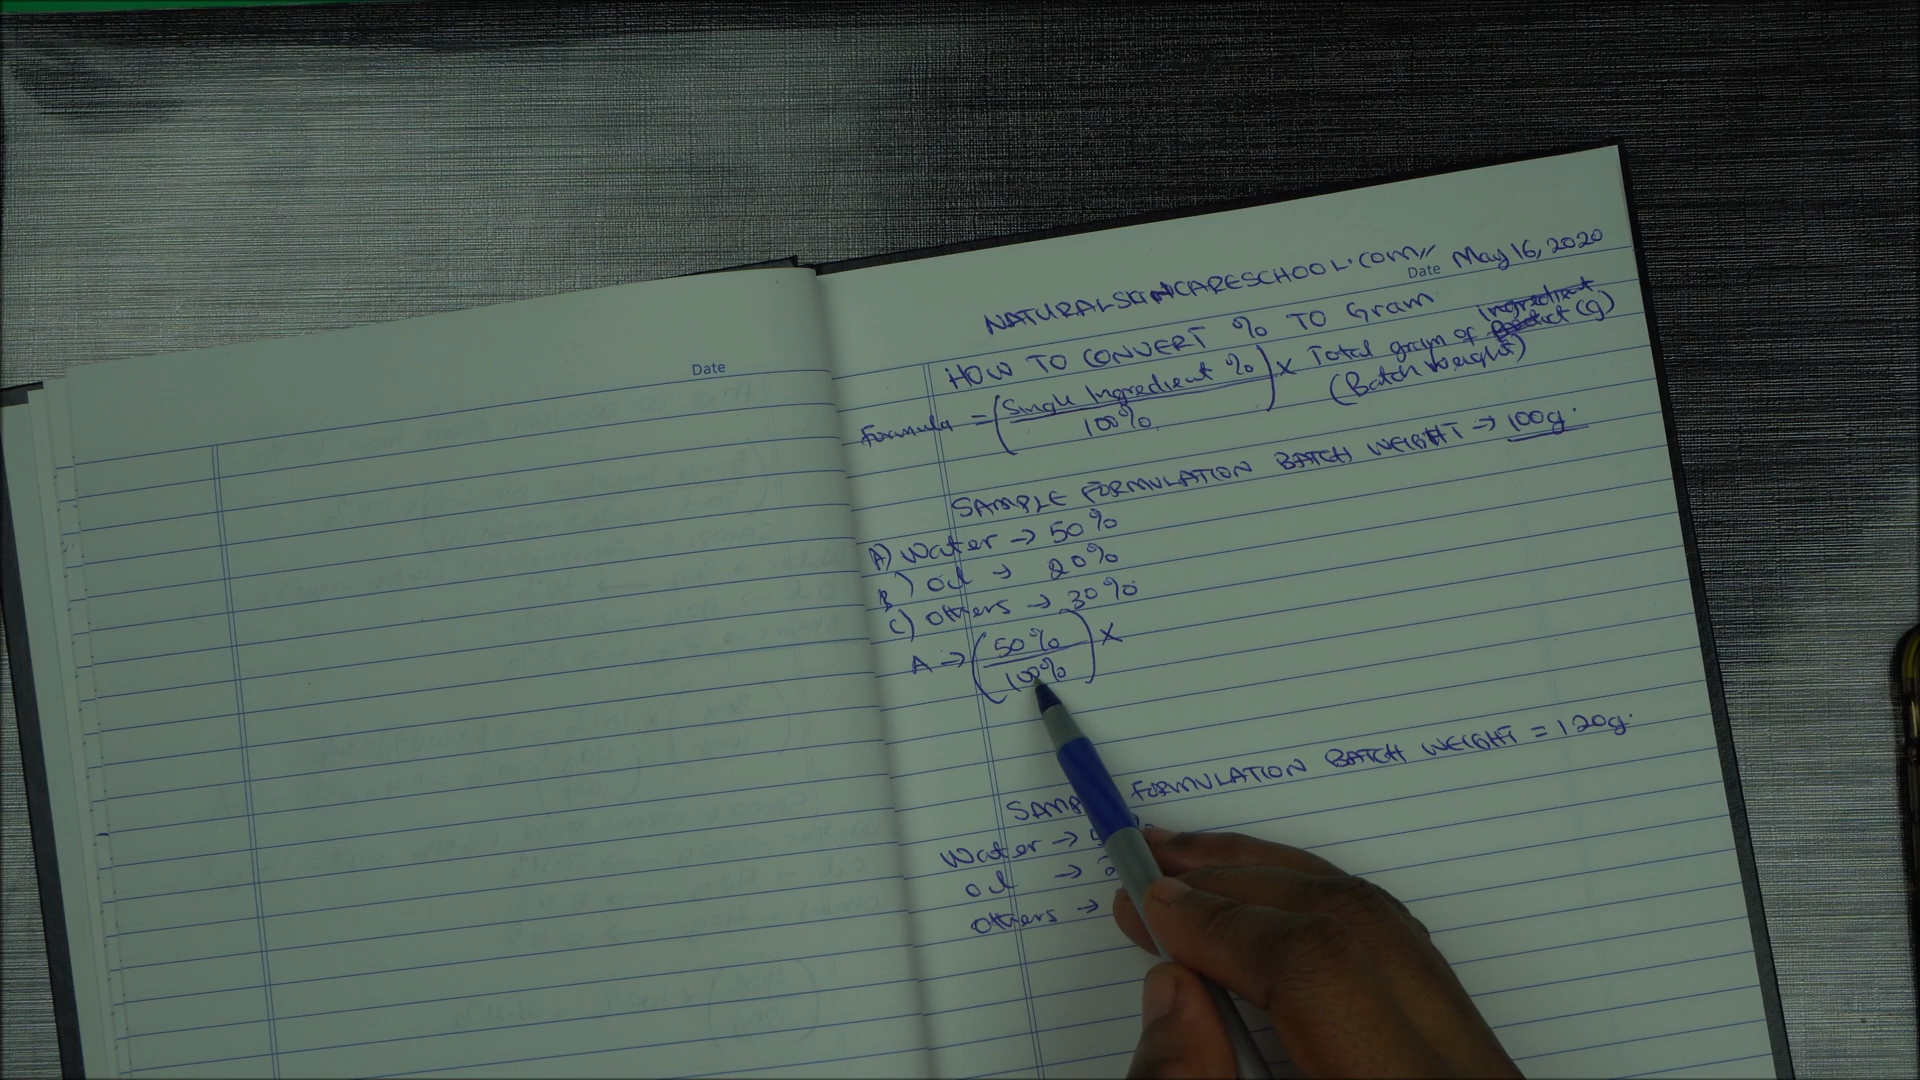 Date
NATURALSKINCARESCHOOL.COM,, Date May 16, 2020
HOW TO CONVERT % TO Gram
Ingredient
Formula = (Single Ingredient % / 100%) X Total gram of (g)
(Batch weight)
SAMPLE FORMULATION BATCH WEIGHT → 100g.
A) Water → 50%
B) Oil → 20%
C) Others → 30%
A → (50% / 100%) X
FORMULATION BATCH WEIGHT = 120g.
Water →
Oil →
Others →